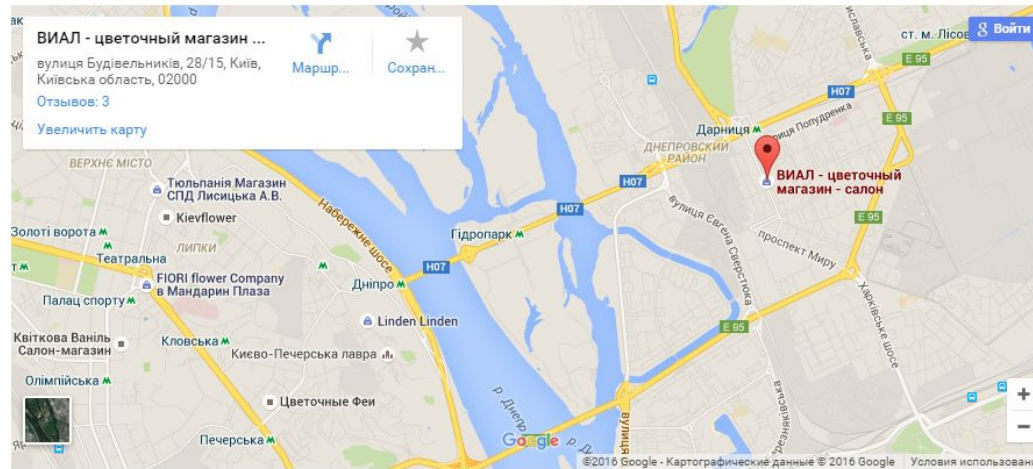 ВИАЛ - цветочный магазин ...
вулиця Будівельників, 28/15, Київ,
Київська область, 02000
Отзывов: 3
Увеличить карту
Маршр...
Сохран...
Войти
ст. м. Лісов
E 95
H07
E 95
Дарниця
вулиця Попудренка
ДНЕПРОВСКИЙ
РАЙОН
ВИАЛ - цветочный
магазин - салон
H07
вулиця Євгена Сверстюка
E 95
проспект Миру
H07
Гідропарк
H07
ВЕРХНЄ МІСТО
Тюльпанія Магазин
СПД Лисицька А.В.
Kievflower
Набережне шосе
Золоті ворота
ЛИПКИ
Театральна
FIORI flower Company
в Мандарин Плаза
Дніпро
Палац спорту
Linden Linden
Харківське шосе
E 95
Квіткова Ваніль
Салон-магазин
Кловська
Києво-Печерська лавра
Олімпійська
Цветочные Феи
Печерська
р. Днепр
вулиця
Google
©2016 Google - Картографические данные © 2016 Google
Условия использован